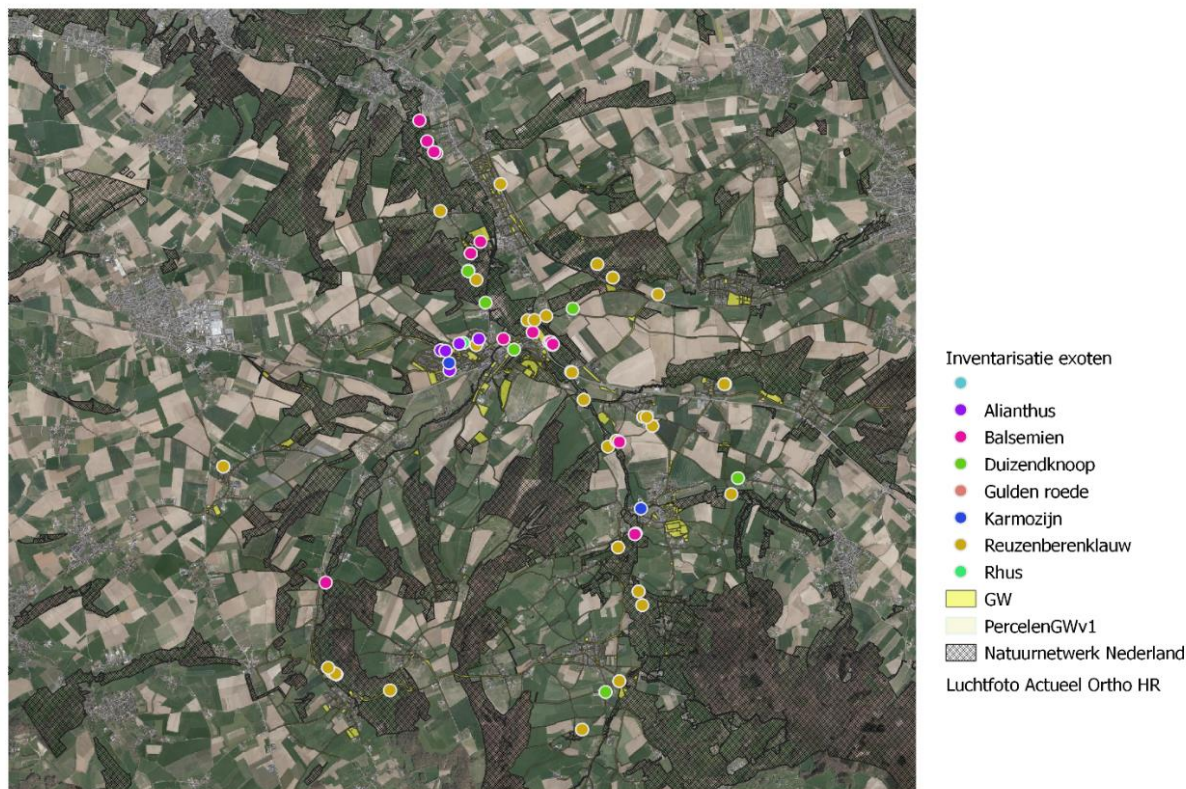 Inventarisatie exoten
Alianthus
Balsemien
Duizendknoop
Gulden roede
Karmozijn
Reuzenberenklauw
Rhus
GW
PercelenGWv1
Natuurnetwerk Nederland
Luchtfoto Actueel Ortho HR